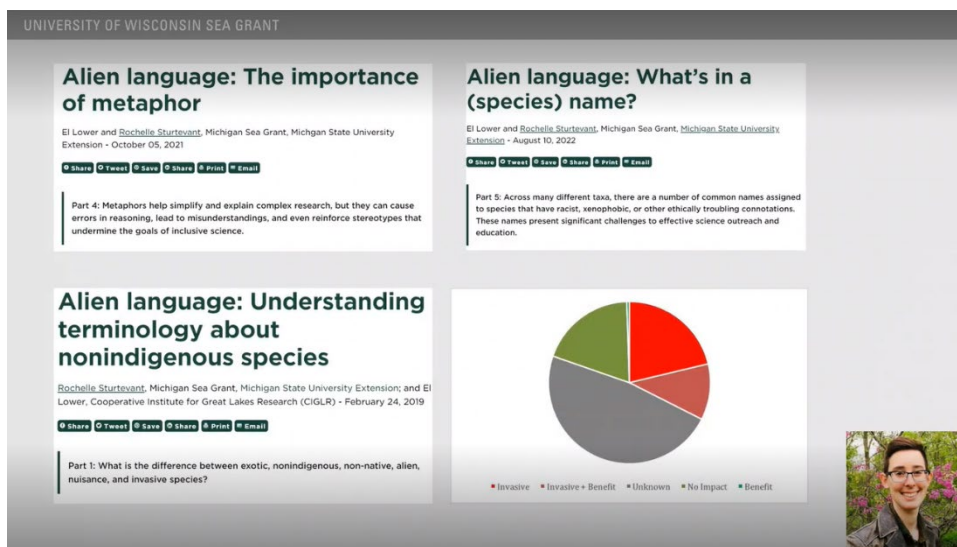 UNIVERSITY OF WISCONSIN SEA GRANT
Alien language: The importance
of metaphor
El Lower and Rochelle Sturtevant, Michigan Sea Grant, Michgan State University
Extension - October 05, 2021
Share Tweet Save Share Print Email
Part 4: Metaphors help simplify and explain complex research, but they can cause
errors in reasoning, lead to misunderstandings, and even reinforce stereotypes that
undermine the goals of inclusive science.
Alien language: What's in a
(species) name?
El Lower and Rochelle Sturtevant, Michigan Sea Grant, Michigan State University
Extension - August 10, 2022
Share Tweet Save Share Print Email
Part 5: Across many different taxa, there are a number of common names assigned
to species that have racist, xenophobic, or other ethically troubling connotations.
These names present significant challenges to effective science outreach and
education.
Alien language: Understanding
terminology about
nonindigenous species
Rochelle Sturtevant, Michigan Sea Grant, Michigan State University Extension; and El
Lower, Cooperative Institute for Great Lakes Research (CIGLR) - February 24, 2019
Share Tweet Save Share Print Email
Part 1: What is the difference between exotic, nonindigenous, non-native, alien,
nuisance, and invasive species?
Invasive Invasive + Benefit Unknown No Impact Benefit